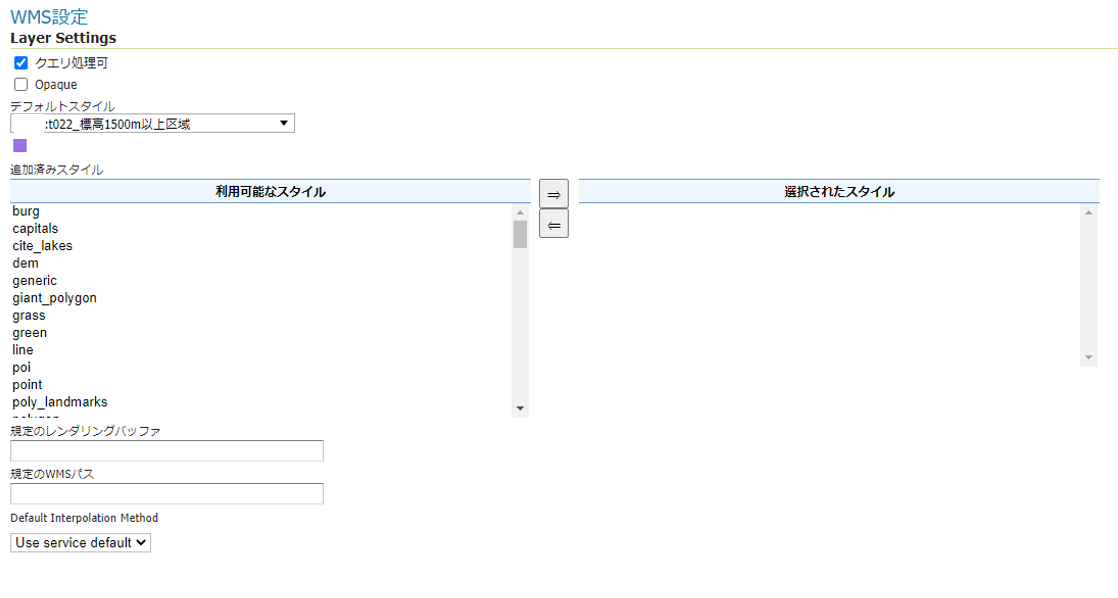 WMS設定
Layer Settings
クエリ処理可
Opaque
デフォルトスタイル
:t022_標高1500m以上区域
追加済みスタイル
利用可能なスタイル
⇒
選択されたスタイル
burg
capitals
⇐
cite_lakes
dem
generic
giant_polygon
grass
green
line
poi
point
poly_landmarks
規定のレンダリングバッファ
規定のWMSパス
Default Interpolation Method
Use service default